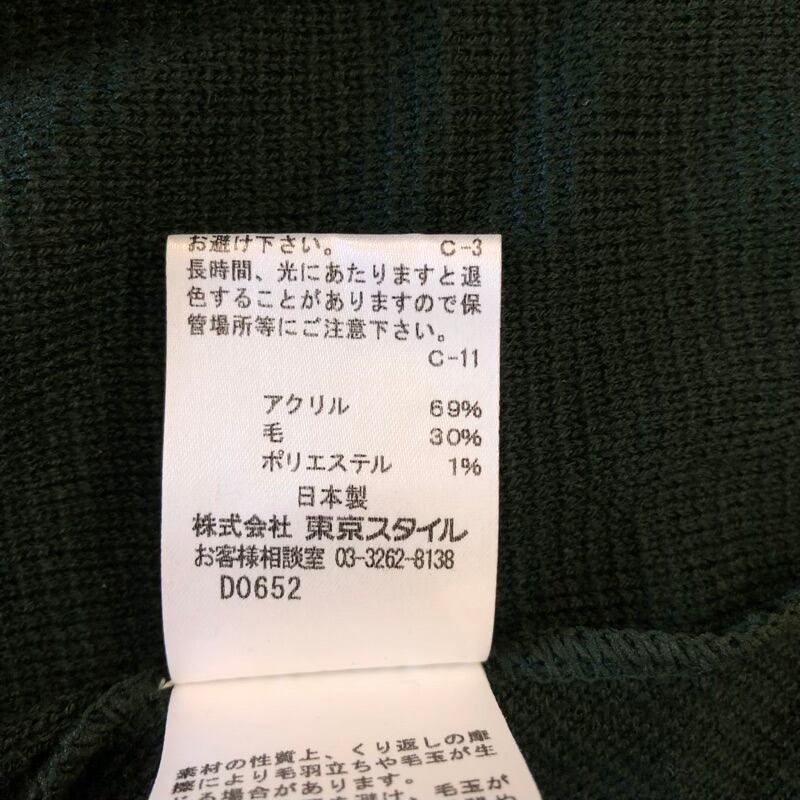 お避け下さい。 C-3
長時間、光にあたりますと退
色することがありますので保
管場所等にご注意下さい。
C-11
アクリル 69%
毛 30%
ポリエステル 1%
日本製
株式会社 東京スタイル
お客様相談室 03-3262-8138
D0652
素材の性質上、くり返しの摩
擦により毛羽立ちや毛玉が生
じる場合があります。
を避け、毛玉が